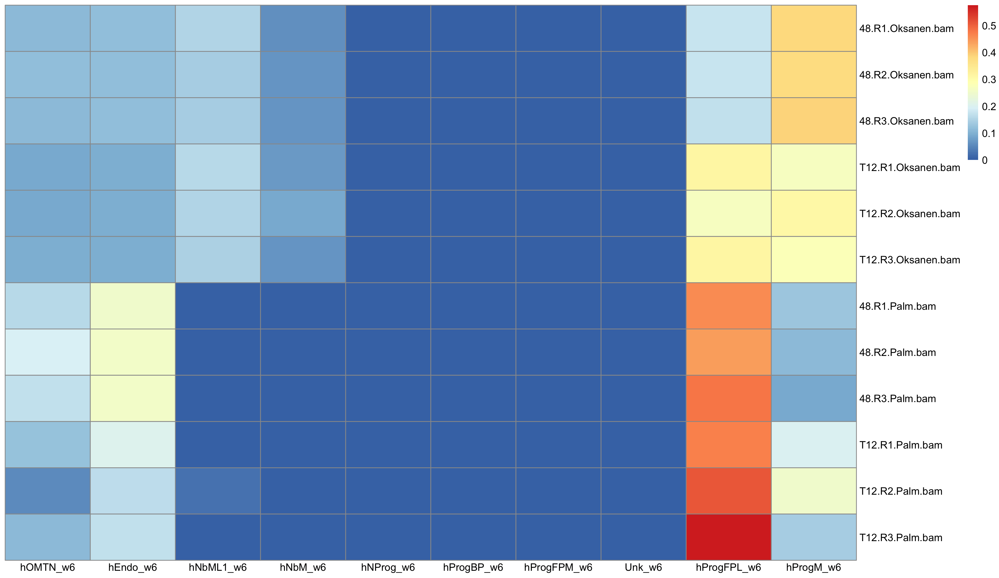 48.R1.Oksanen.bam
48.R2.Oksanen.bam
48.R3.Oksanen.bam
T12.R1.Oksanen.bam
T12.R2.Oksanen.bam
T12.R3.Oksanen.bam
48.R1.Palm.bam
48.R2.Palm.bam
48.R3.Palm.bam
T12.R1.Palm.bam
T12.R2.Palm.bam
T12.R3.Palm.bam
0.5
0.4
0.3
0.2
0.1
0
hOMTN_w6 hEndo_w6 hNbML1_w6 hNbM_w6 hNProg_w6 hProgBP_w6 hProgFPM_w6 Unk_w6 hProgFPL_w6 hProgM_w6